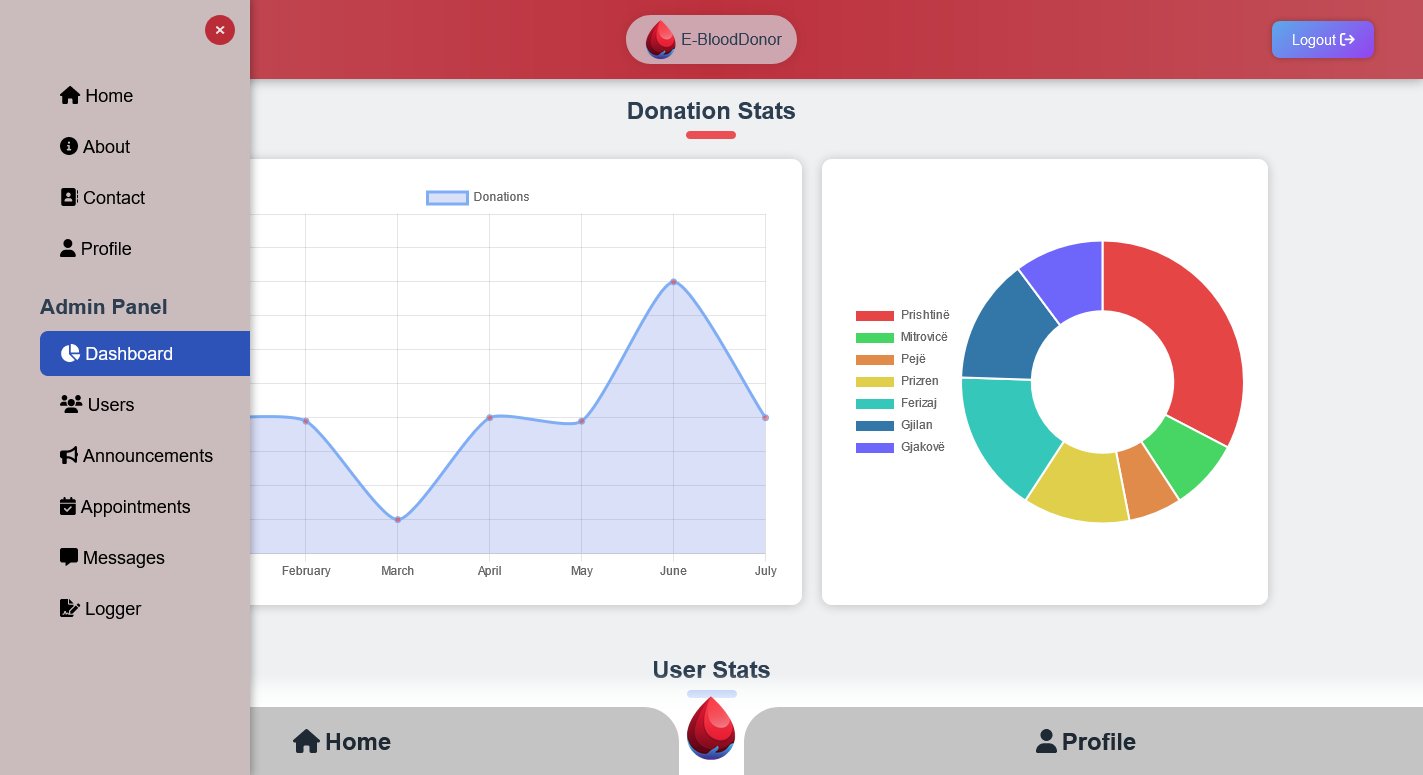 E-BloodDonor
Logout
Home
About
Contact
Profile
Admin Panel
Dashboard
Users
Announcements
Appointments
Messages
Logger
Donation Stats
Donations
February March April May June July
Prishtinë
Mitrovicë
Pejë
Prizren
Ferizaj
Gjilan
Gjakovë
User Stats
Home
Profile